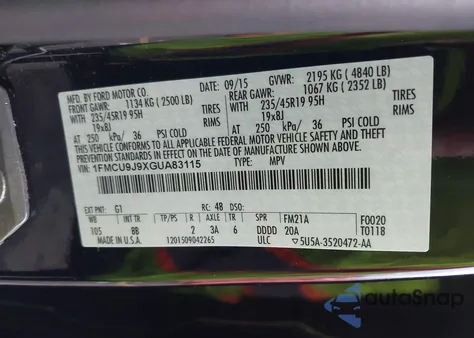 MFD. BY FORD MOTOR CO. DATE: 09/15 GVWR: 2195 KG ( 4840 LB)
FRONT GAWR: 1134 KG ( 2500 LB) REAR GAWR: 1067 KG ( 2352 LB)
WITH 235/45R19 95H TIRES WITH 235/45R19 95H TIRES
19x8J RIMS 19x8J RIMS
AT 250 kPa/ 36 PSI COLD AT 250 kPa/ 36 PSI COLD
THIS VEHICLE CONFORMS TO ALL APPLICABLE FEDERAL MOTOR VEHICLE SAFETY
AND THEFT PREVENTION STANDARDS IN EFFECT ON THE DATE OF MANUFACTURE SHOWN ABOVE.
VIN: 1FMCU9J9XGUA83115 TYPE: MPV
EXT PNT: G1 RC: 48 DSO:
WB TP/PS R AXLE TR SPR FM21A F0020
105 8B 2 3A 6 DDDD 20A T0118
1201509042265 ULC 5U5A-3520472-AA
autoSnap